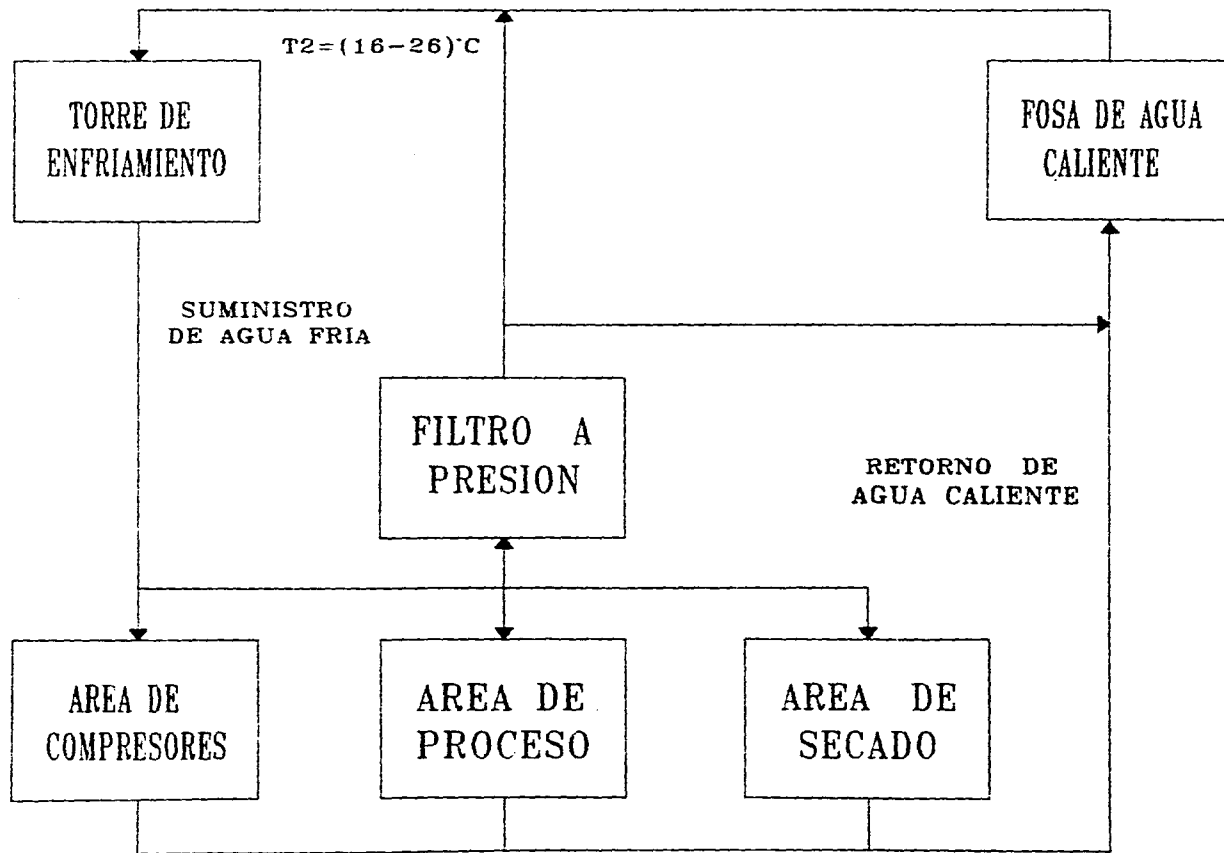 T2=(16-26)°C
TORRE DE
ENFRIAMIENTO
FOSA DE AGUA
CALIENTE
SUMINISTRO
DE AGUA FRIA
FILTRO A
PRESION
RETORNO DE
AGUA CALIENTE
AREA DE
COMPRESORES
AREA DE
PROCESO
AREA DE
SECADO